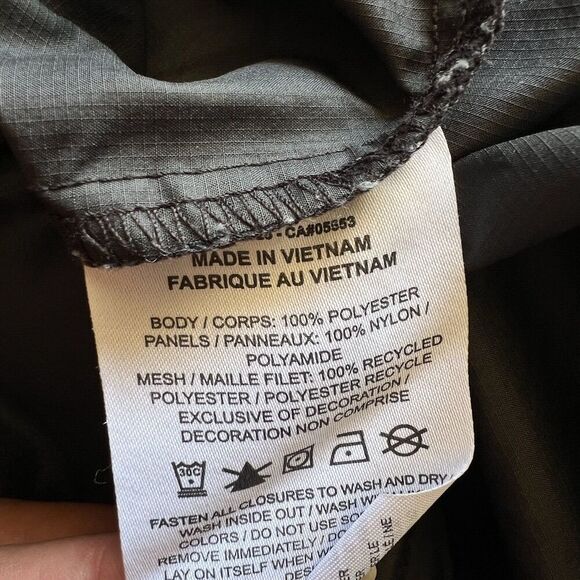 - CA#05553
MADE IN VIETNAM
FABRIQUE AU VIETNAM
BODY / CORPS: 100% POLYESTER
PANELS / PANNEAUX: 100% NYLON /
POLYAMIDE
MESH / MAILLE FILET: 100% RECYCLED
POLYESTER / POLYESTER RECYCLE
EXCLUSIVE OF DECORATION /
DECORATION NON COMPRISE
30C
FASTEN ALL CLOSURES TO WASH AND DRY /
WASH INSIDE OUT / WASH
COLORS / DO NOT USE
REMOVE IMMEDIATELY / DO
LAY ON ITSELF WHEN